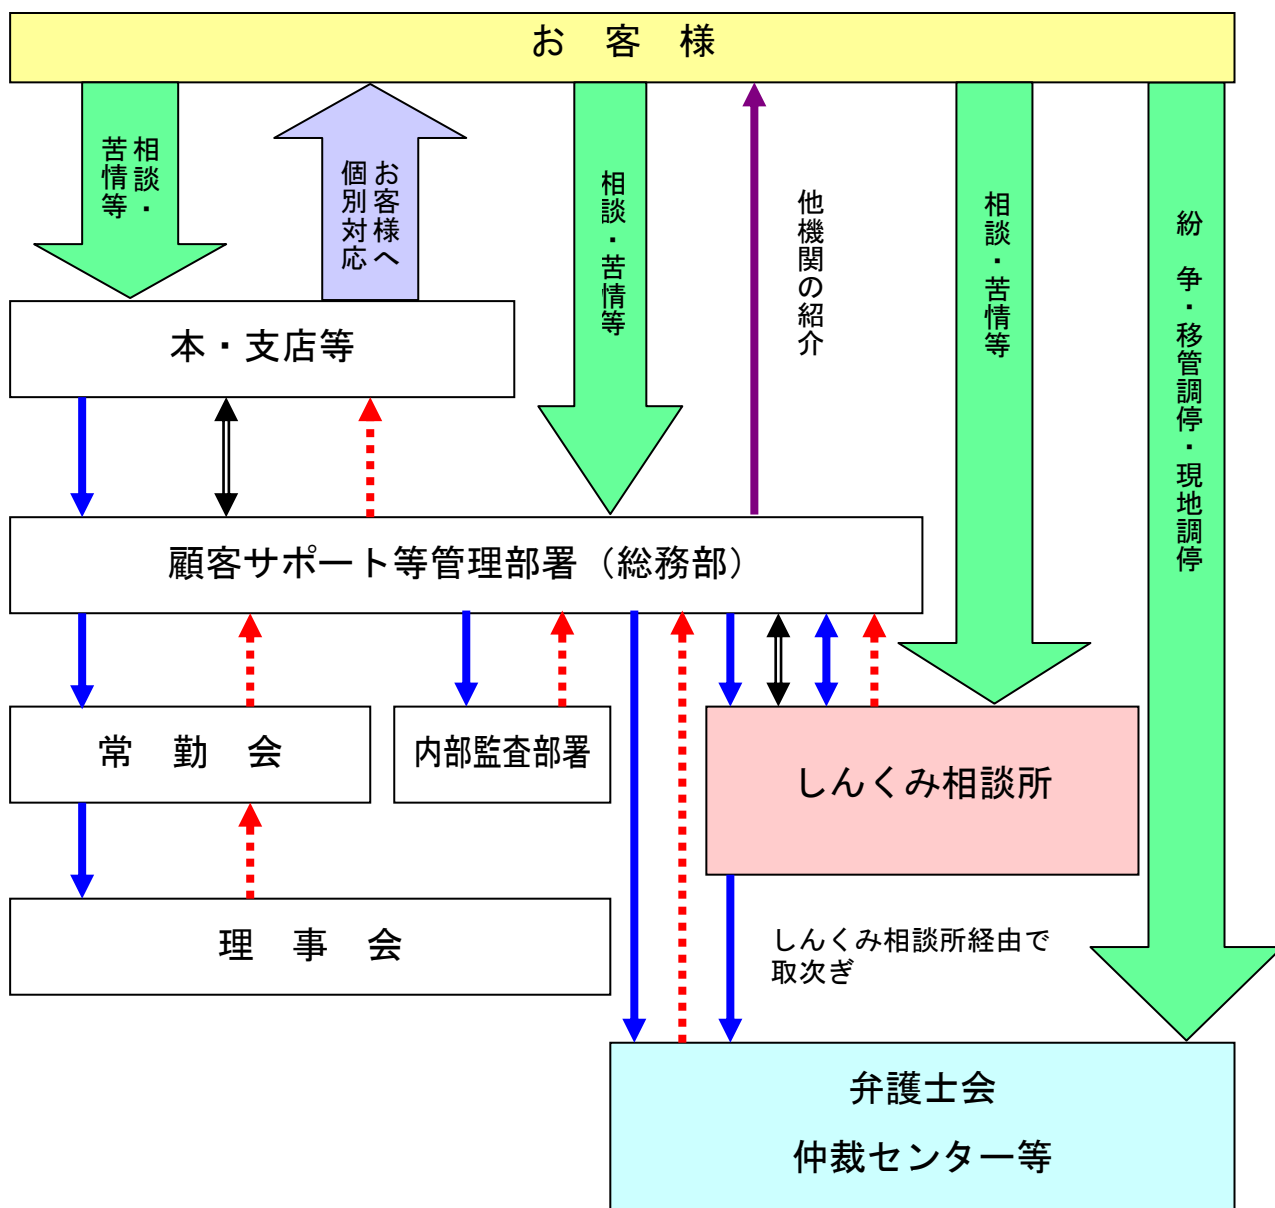 お　客　様
相談・
苦情等
お客様へ
個別対応
相談・苦情等
他機関の紹介
相談・苦情等
紛　争・移管調停・現地調停
本・支店等
顧客サポート等管理部署（総務部）
常　勤　会
内部監査部署
しんくみ相談所
理　事　会
しんくみ相談所経由で
取次ぎ
弁護士会
仲裁センター等